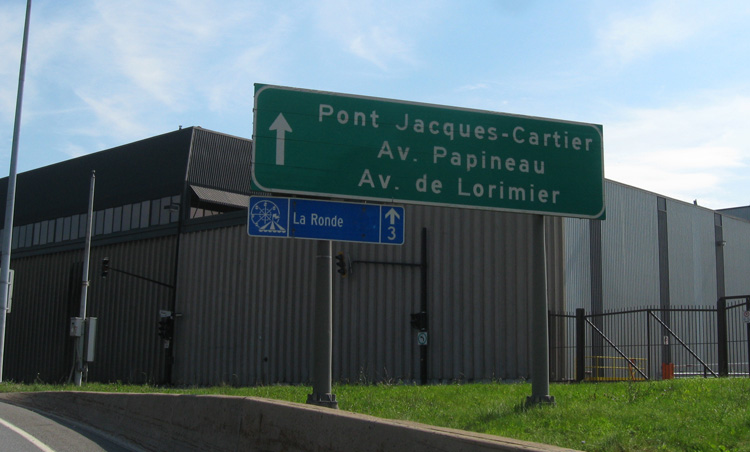 Pont Jacques-Cartier
Av. Papineau
Av. de Lorimier
La Ronde
3